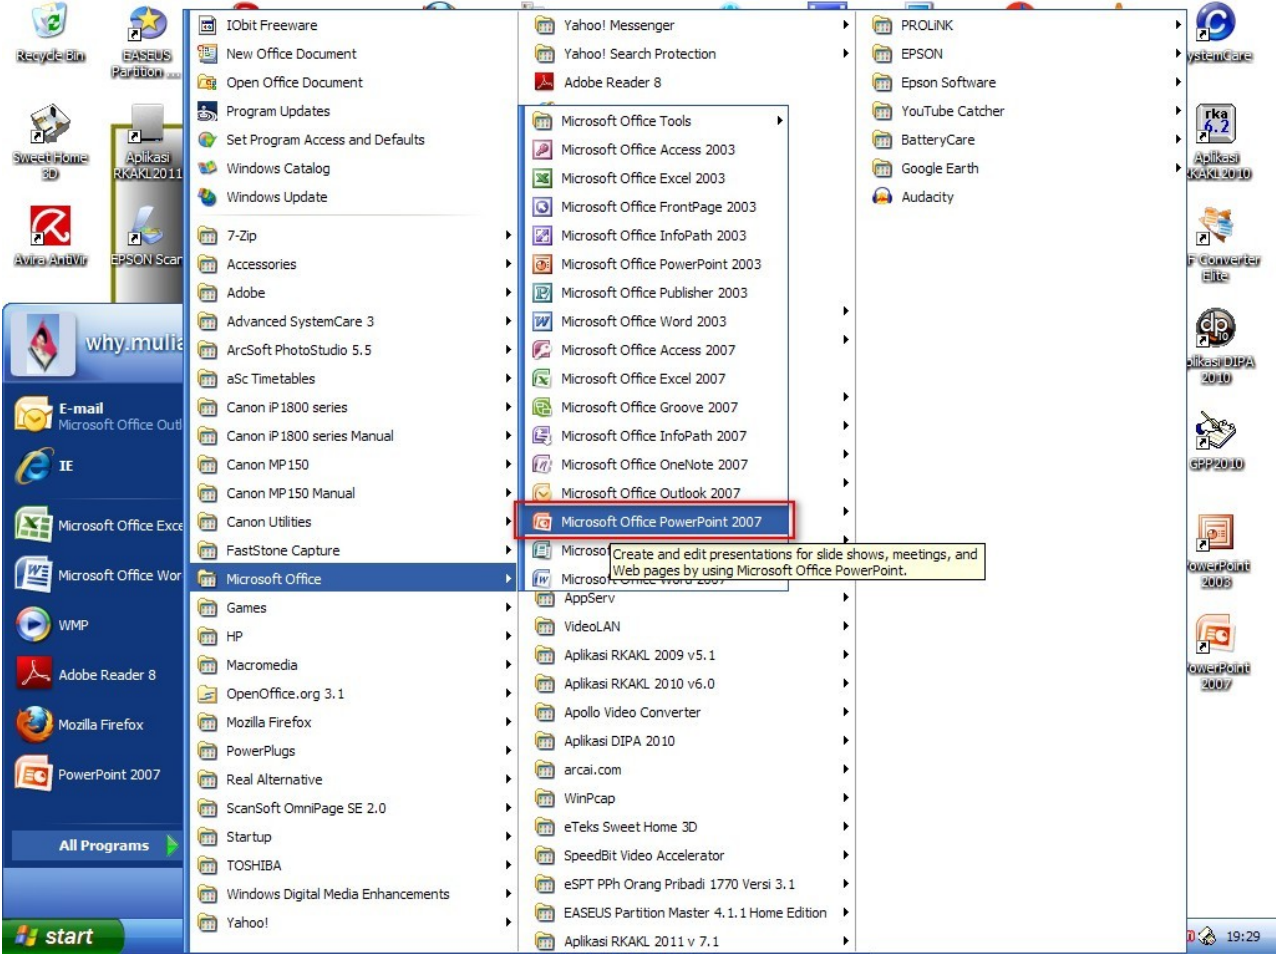 Recycle Bin
EASEUS
Partition ...
Sweet Home
3D
Aplikasi
RKAKL2011
Avira AntiVir
EPSON Scan
why.mulia
E-mail
Microsoft Office Outl
IE
Microsoft Office Exce
Microsoft Office Wor
WMP
Adobe Reader 8
Mozilla Firefox
PowerPoint 2007
All Programs
start
IObit Freeware
New Office Document
Open Office Document
Program Updates
Set Program Access and Defaults
Windows Catalog
Windows Update
7-Zip
Accessories
Adobe
Advanced SystemCare 3
ArcSoft PhotoStudio 5.5
aSc Timetables
Canon iP1800 series
Canon iP1800 series Manual
Canon MP150
Canon MP150 Manual
Canon Utilities
FastStone Capture
Microsoft Office
Games
HP
Macromedia
OpenOffice.org 3.1
Mozilla Firefox
PowerPlugs
Real Alternative
ScanSoft OmniPage SE 2.0
Startup
TOSHIBA
Windows Digital Media Enhancements
Yahoo!
Yahoo! Messenger
Yahoo! Search Protection
Adobe Reader 8
Microsoft Office Tools
Microsoft Office Access 2003
Microsoft Office Excel 2003
Microsoft Office FrontPage 2003
Microsoft Office InfoPath 2003
Microsoft Office PowerPoint 2003
Microsoft Office Publisher 2003
Microsoft Office Word 2003
Microsoft Office Access 2007
Microsoft Office Excel 2007
Microsoft Office Groove 2007
Microsoft Office InfoPath 2007
Microsoft Office OneNote 2007
Microsoft Office Outlook 2007
Microsoft Office PowerPoint 2007
Microsof
Create and edit presentations for slide shows, meetings, and
Web pages by using Microsoft Office PowerPoint.
Microsoft Office Word 2007
AppServ
VideoLAN
Aplikasi RKAKL 2009 v5.1
Aplikasi RKAKL 2010 v6.0
Apollo Video Converter
Aplikasi DIPA 2010
arcai.com
WinPcap
eTeks Sweet Home 3D
SpeedBit Video Accelerator
eSPT PPh Orang Pribadi 1770 Versi 3.1
EASEUS Partition Master 4.1.1 Home Edition
Aplikasi RKAKL 2011 v 7.1
PROLiNK
EPSON
Epson Software
YouTube Catcher
BatteryCare
Google Earth
Audacity
ystemCare
rka
6.2
Aplikasi
RKAKL2010
F Converter
Elite
dp
10
plikasi DIPA
2010
GPP2010
owerPoint
2003
owerPoint
2007
19:29